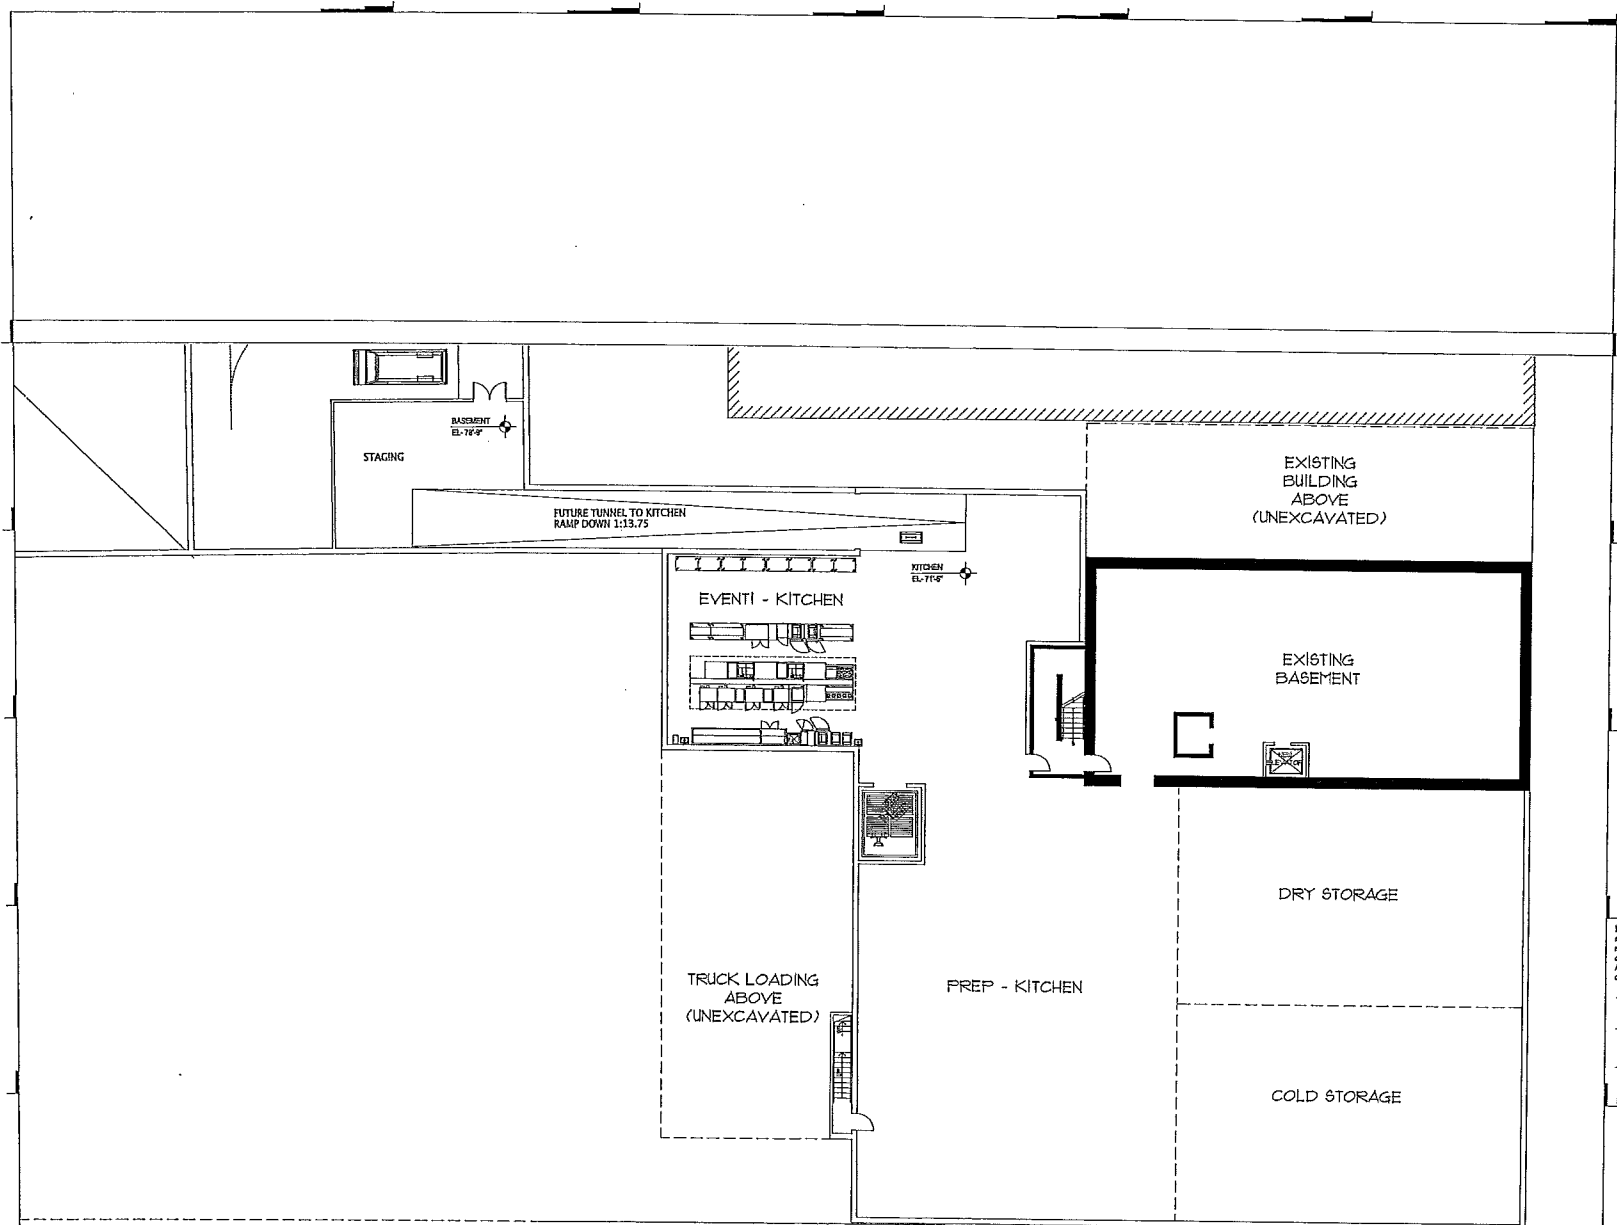 BASEMENT
EL-78'-9"
STAGING
EXISTING
BUILDING
ABOVE
(UNEXCAVATED)
FUTURE TUNNEL TO KITCHEN
RAMP DOWN 1:13.75
KITCHEN
EL-71'-6"
EVENTI - KITCHEN
EXISTING
BASEMENT
ELEVATOR
DRY STORAGE
TRUCK LOADING
ABOVE
(UNEXCAVATED)
PREP - KITCHEN
COLD STORAGE